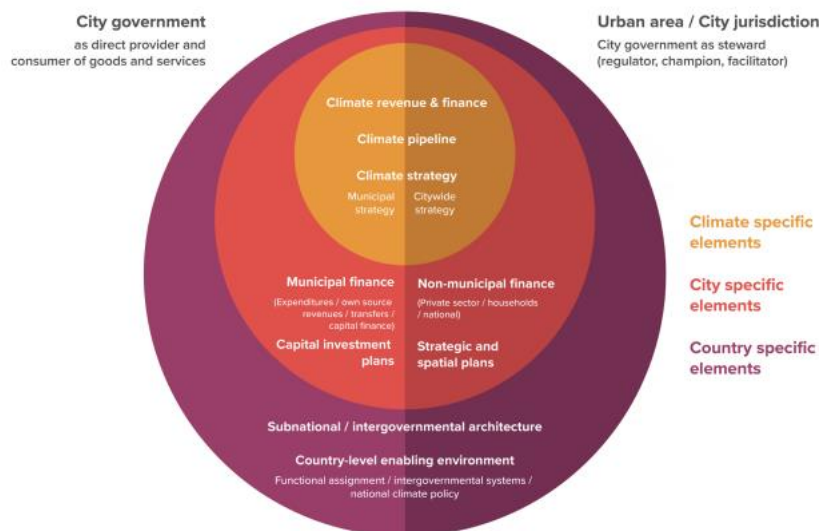 City government
as direct provider and
consumer of goods and services
Urban area / City jurisdiction
City government as steward
(regulator, champion, facilitator)
Climate revenue & finance
Climate pipeline
Climate strategy
Municipal
strategy
Citywide
strategy
Municipal finance
(Expenditures / own source
revenues / transfers /
capital finance)
Capital investment
plans
Non-municipal finance
(Private sector / households
/ national)
Strategic and
spatial plans
Subnational / intergovernmental architecture
Country-level enabling environment
Functional assignment / intergovernmental systems /
national climate policy
Climate specific
elements
City specific
elements
Country specific
elements